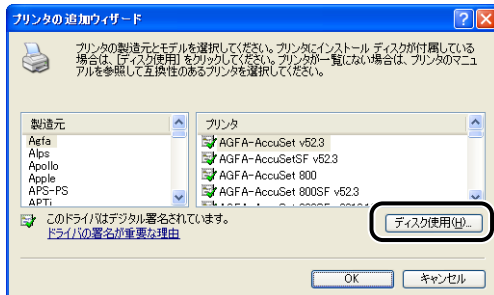 プリンタの追加ウィザード
プリンタの製造元とモデルを選択してください。プリンタにインストール ディスクが付属している
場合は、[ディスク使用] をクリックしてください。プリンタが一覧にない場合は、プリンタのマニュ
アルを参照して互換性のあるプリンタを選択してください。
製造元
Agfa
Alps
Apollo
Apple
APS-PS
APTi
プリンタ
AGFA-AccuSet v52.3
AGFA-AccuSetSF v52.3
AGFA-AccuSet 800
AGFA-AccuSet 800SF v52.3
このドライバはデジタル署名されています。
ドライバの署名が重要な理由
ディスク使用(H)...
OK
キャンセル